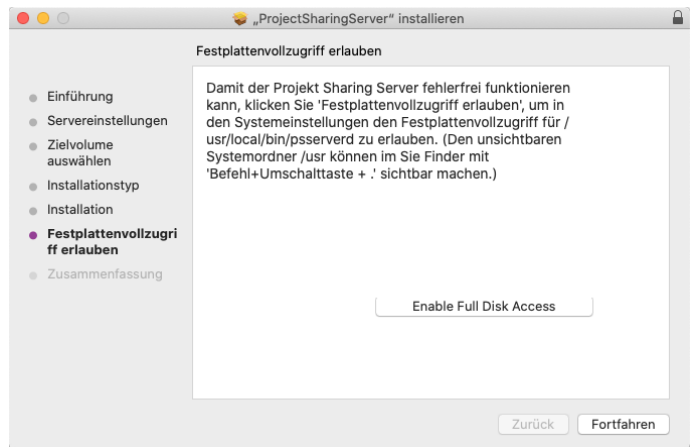 „ProjectSharingServer“ installieren
Festplattenvollzugriff erlauben
Einführung
Servereinstellungen
Zielvolume
auswählen
Installationstyp
Installation
Festplattenvollzugri
ff erlauben
Zusammenfassung
Damit der Projekt Sharing Server fehlerfrei funktionieren
kann, klicken Sie 'Festplattenvollzugriff erlauben', um in
den Systemeinstellungen den Festplattenvollzugriff für /
usr/local/bin/psserverd zu erlauben. (Den unsichtbaren
Systemordner /usr können im Sie Finder mit
'Befehl+Umschalttaste + .' sichtbar machen.)
Enable Full Disk Access
Zurück
Fortfahren